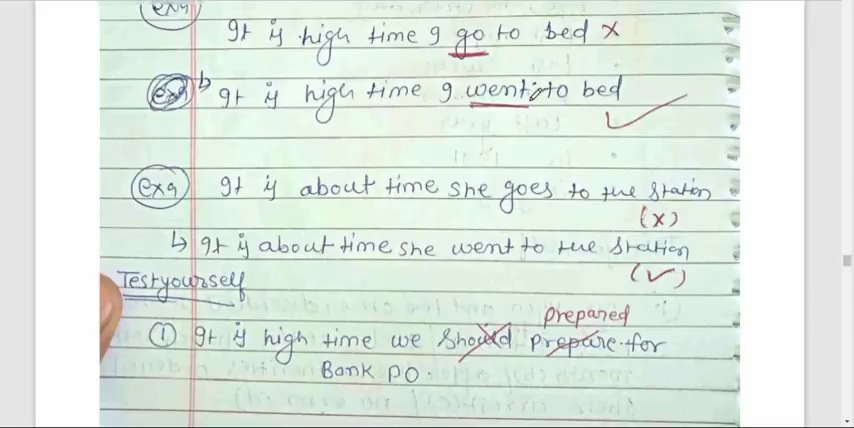 exq
It is high time I go to bed ×
It is high time I went to bed
exq It is about time she goes to the station
(×)
↳ It is about time she went to the station
(✓)
Test yourself
prepared
① It is high time we should prepare for
Bank PO.